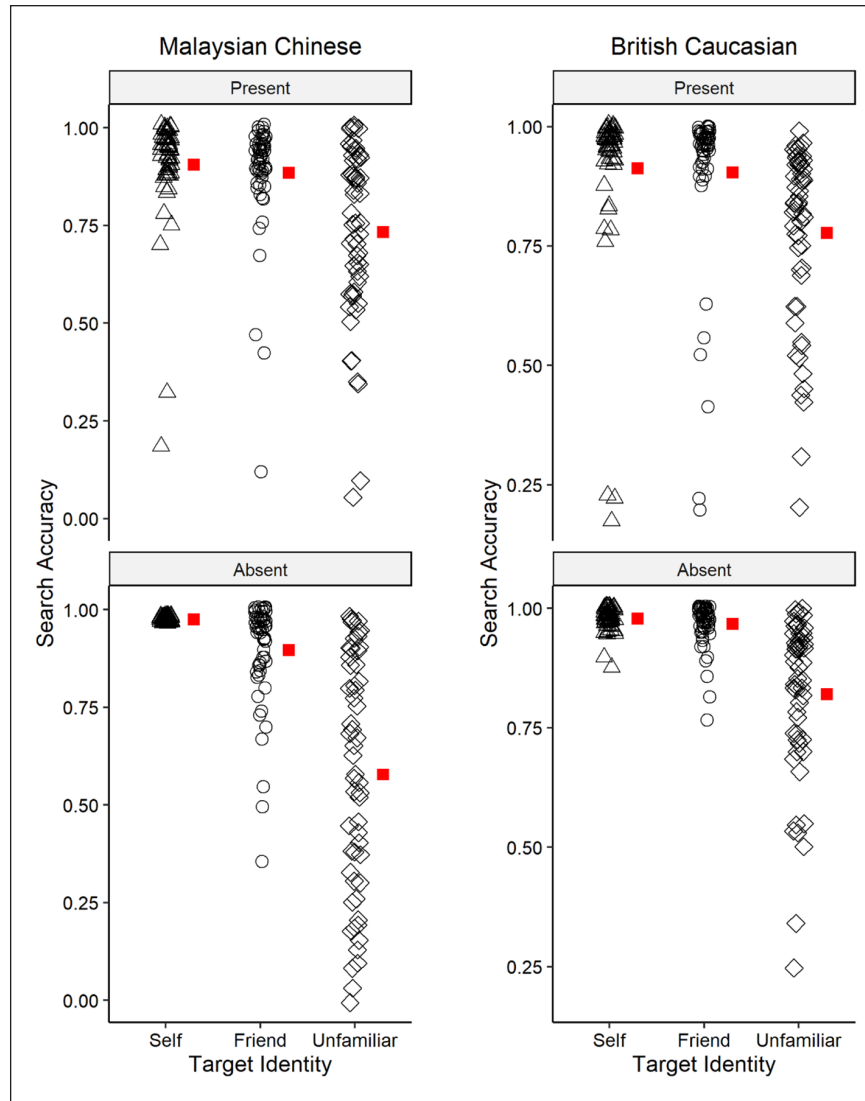 Malaysian Chinese
Present
1.00
0.75
0.50
0.25
0.00
Absent
1.00
0.75
0.50
0.25
0.00
Search Accuracy
Self Friend Unfamiliar
Target Identity
British Caucasian
Present
1.00
0.75
0.50
0.25
Absent
1.00
0.75
0.50
0.25
Search Accuracy
Self Friend Unfamiliar
Target Identity